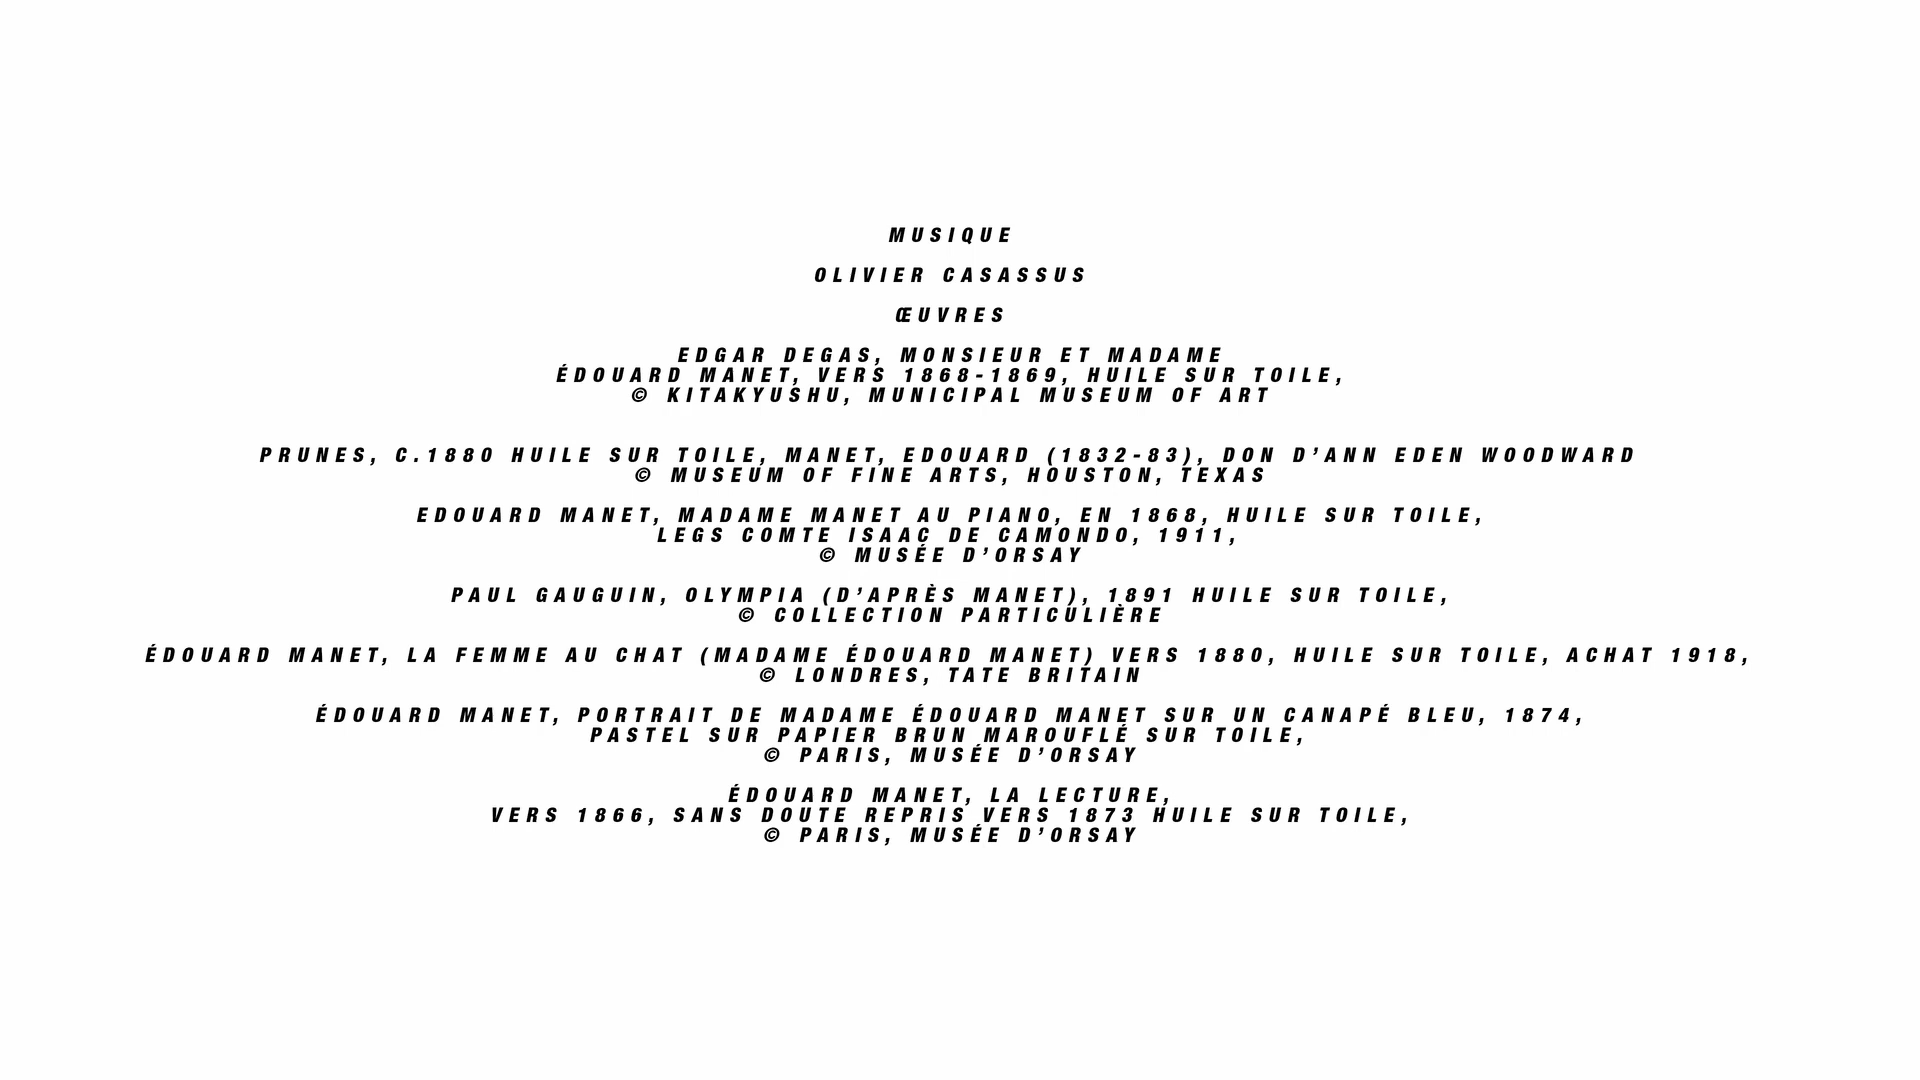 MUSIQUE
OLIVIER CASASSUS
ŒUVRES
EDGAR DEGAS, MONSIEUR ET MADAME
ÉDOUARD MANET, VERS 1868-1869, HUILE SUR TOILE,
© KITAKYUSHU, MUNICIPAL MUSEUM OF ART
PRUNES, C.1880 HUILE SUR TOILE, MANET, EDOUARD (1832-83), DON D’ANN EDEN WOODWARD
© MUSEUM OF FINE ARTS, HOUSTON, TEXAS
EDOUARD MANET, MADAME MANET AU PIANO, EN 1868, HUILE SUR TOILE,
LEGS COMTE ISAAC DE CAMONDO, 1911,
© MUSÉE D’ORSAY
PAUL GAUGUIN, OLYMPIA (D’APRÈS MANET), 1891 HUILE SUR TOILE,
© COLLECTION PARTICULIÈRE
ÉDOUARD MANET, LA FEMME AU CHAT (MADAME ÉDOUARD MANET) VERS 1880, HUILE SUR TOILE, ACHAT 1918,
© LONDRES, TATE BRITAIN
ÉDOUARD MANET, PORTRAIT DE MADAME ÉDOUARD MANET SUR UN CANAPÉ BLEU, 1874,
PASTEL SUR PAPIER BRUN MAROUFLÉ SUR TOILE,
© PARIS, MUSÉE D’ORSAY
ÉDOUARD MANET, LA LECTURE,
VERS 1866, SANS DOUTE REPRIS VERS 1873 HUILE SUR TOILE,
© PARIS, MUSÉE D’ORSAY